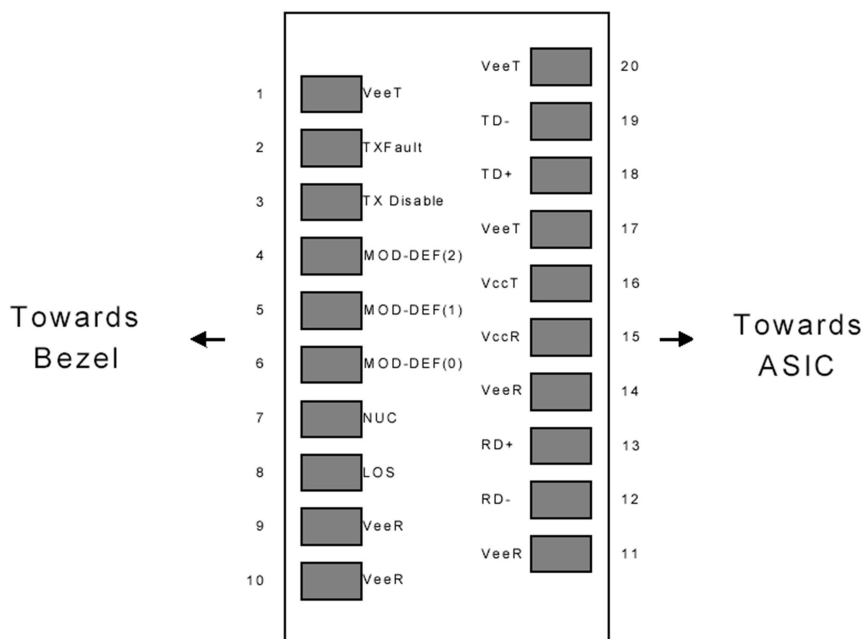 VeeT 20
1 VeeT
TD- 19
2 TXFault
TD+ 18
3 TX Disable
VeeT 17
4 MOD-DEF(2)
VccT 16
5 MOD-DEF(1)
Towards
Bezel
VccR 15
Towards
ASIC
6 MOD-DEF(0)
VeeR 14
7 NUC
RD+ 13
8 LOS
RD- 12
9 VeeR
VeeR 11
10 VeeR